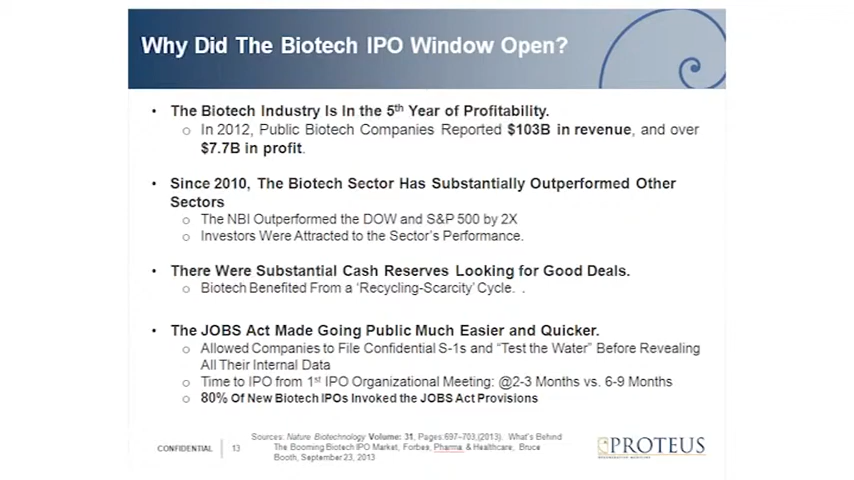 Why Did The Biotech IPO Window Open?
• The Biotech Industry Is In the 5th Year of Profitability.
o In 2012, Public Biotech Companies Reported $103B in revenue, and over
$7.7B in profit.
• Since 2010, The Biotech Sector Has Substantially Outperformed Other
Sectors
o The NBI Outperformed the DOW and S&P 500 by 2X
o Investors Were Attracted to the Sector's Performance.
• There Were Substantial Cash Reserves Looking for Good Deals.
o Biotech Benefited From a 'Recycling-Scarcity' Cycle. .
• The JOBS Act Made Going Public Much Easier and Quicker.
o Allowed Companies to File Confidential S-1s and "Test the Water" Before Revealing
All Their Internal Data
o Time to IPO from 1st IPO Organizational Meeting: @2-3 Months vs. 6-9 Months
o 80% Of New Biotech IPOs Invoked the JOBS Act Provisions
CONFIDENTIAL 13
Sources: Nature Biotechnology Volume: 31, Pages:697–703,(2013). What's Behind
The Booming Biotech IPO Market, Forbes, Pharma & Healthcare, Bruce
Booth, September 23, 2013
PROTEUS